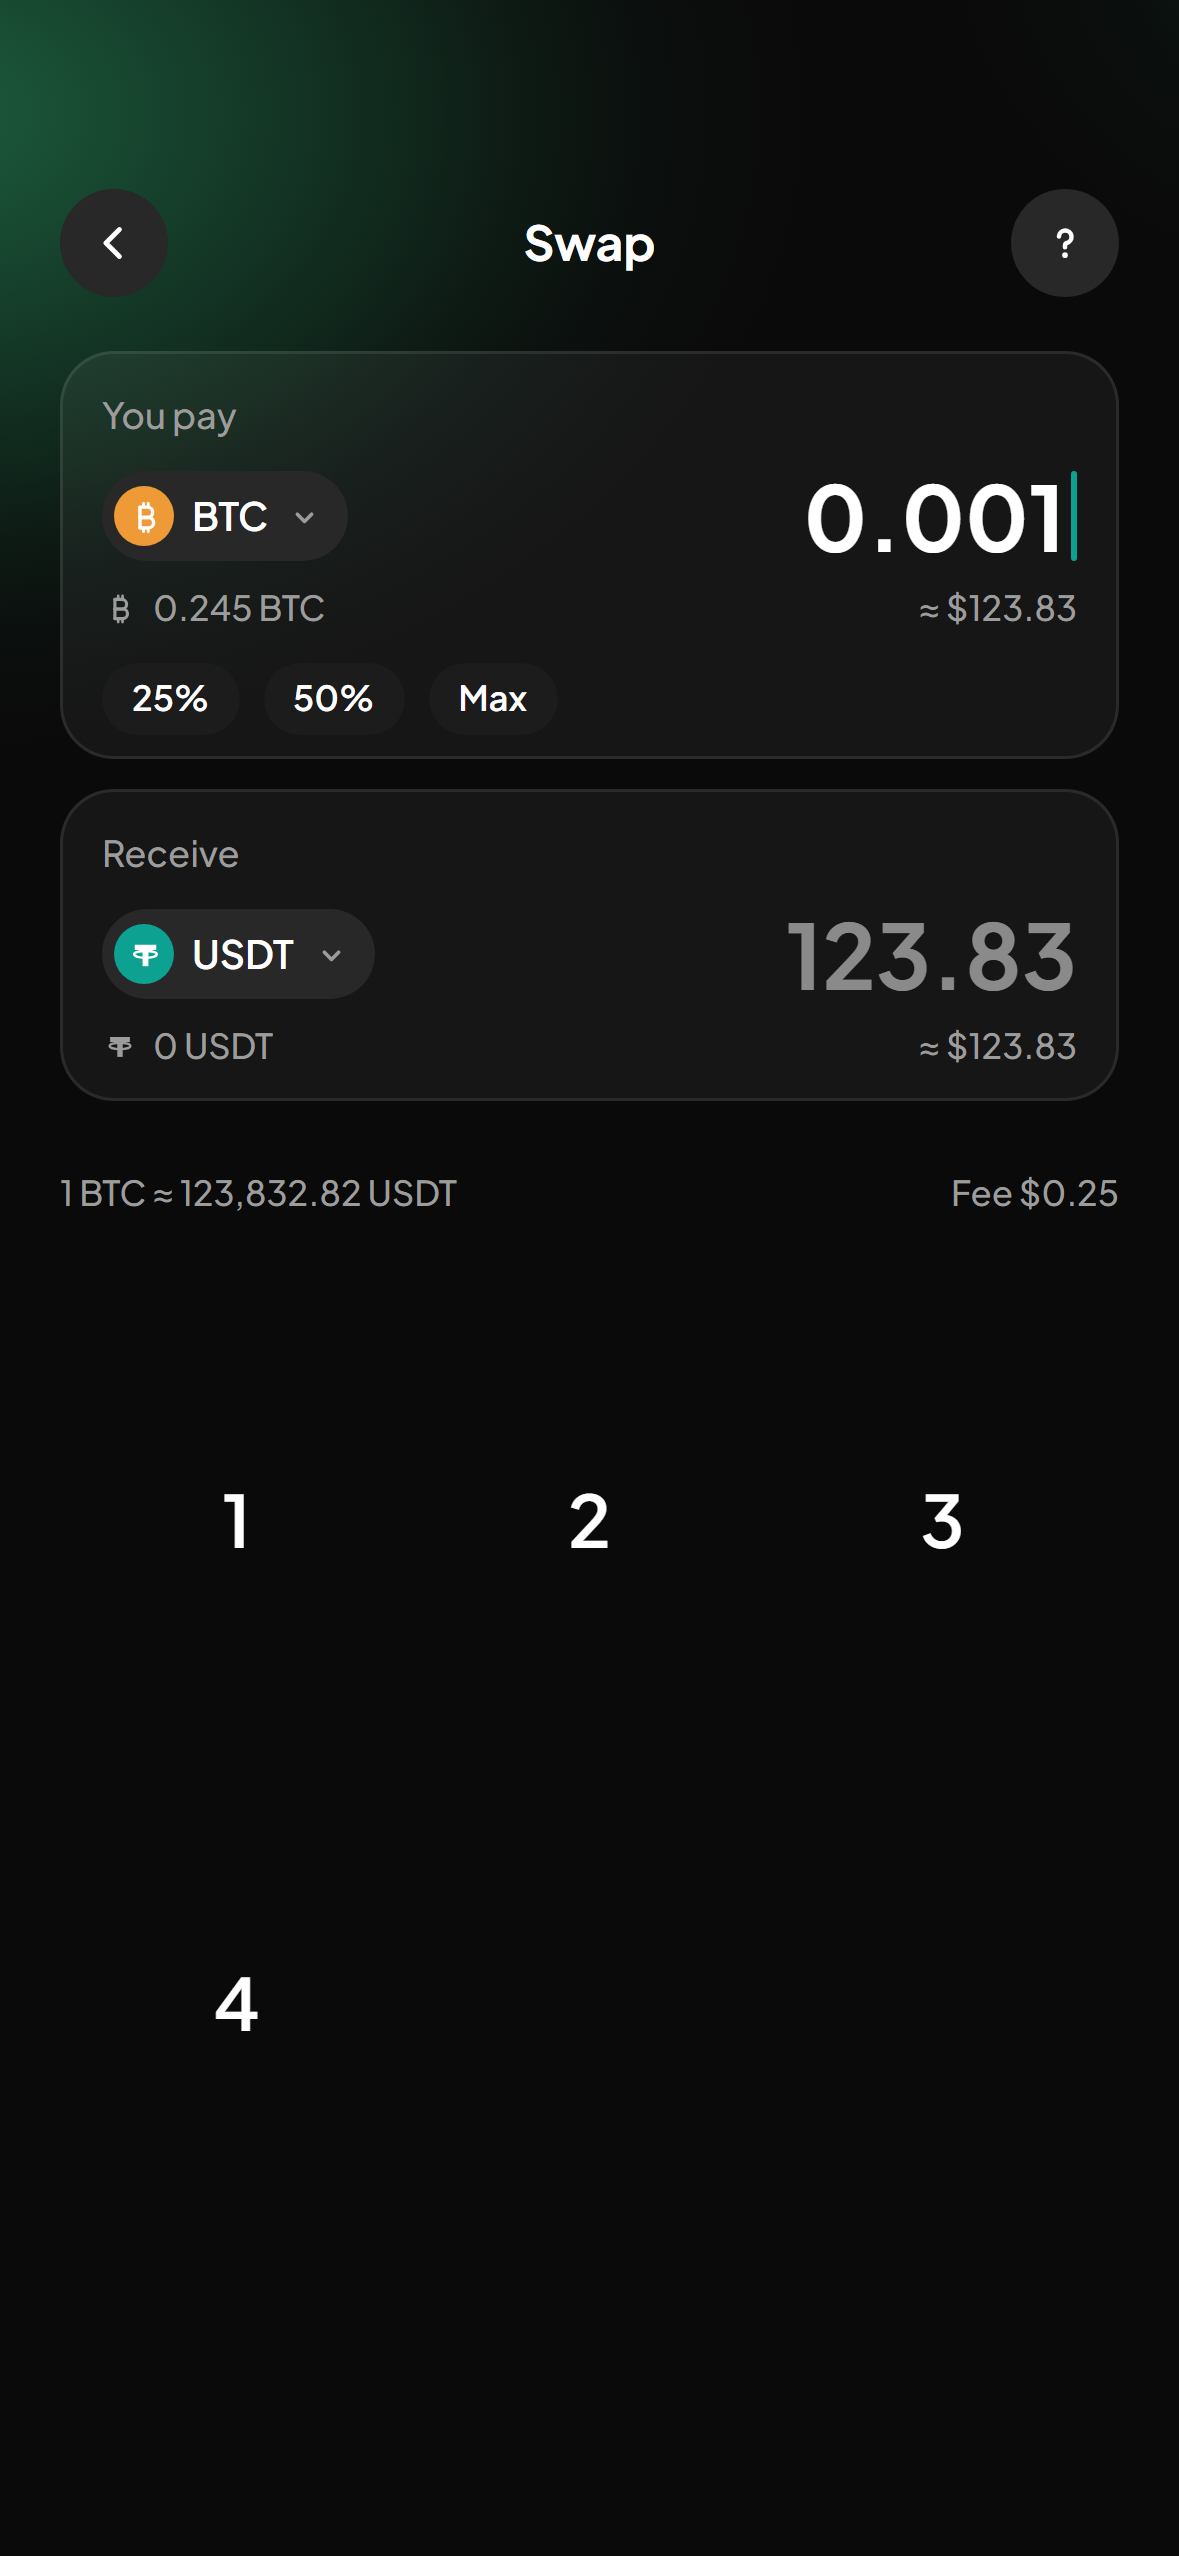 Swap
?
You pay
BTC 0.001
0.245 BTC ≈ $123.83
25% 50% Max
Receive
USDT 123.83
0 USDT ≈ $123.83
1 BTC ≈ 123,832.82 USDT Fee $0.25
1 2 3
4